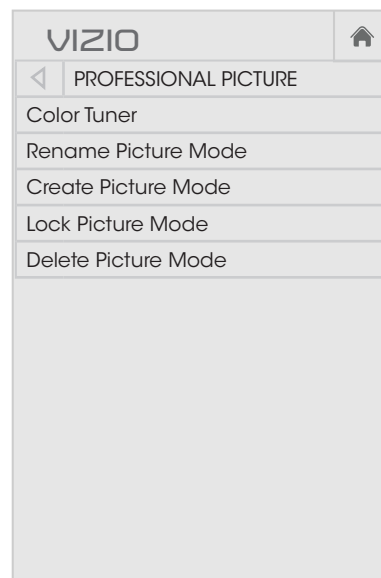 VIZIO
PROFESSIONAL PICTURE
Color Tuner
Rename Picture Mode
Create Picture Mode
Lock Picture Mode
Delete Picture Mode